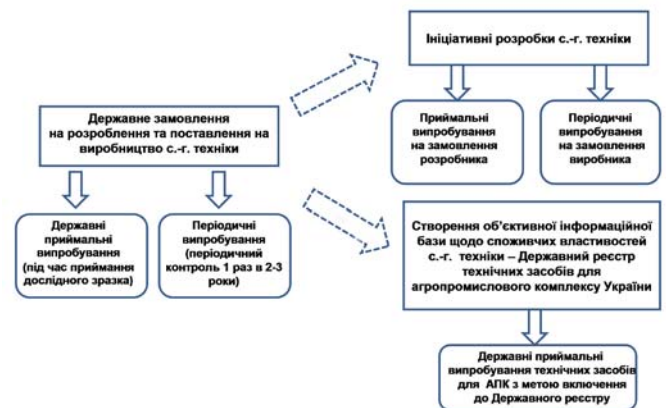 Ініціативні розробки с.-г. техніки
Державне замовлення
на розроблення та поставлення на
виробництво с.-г. техніки
Приймальні
випробування
на замовлення
розробника
Періодичні
випробування
на замовлення
виробника
Державні
приймальні
випробування
(під час приймання
дослідного зразка)
Періодичні
випробування
(періодичний
контроль 1 раз в 2-3
роки)
Створення об'єктивної інформаційної
бази щодо споживчих властивостей
с.-г. техніки – Державний реєстр
технічних засобів для
агропромислового комплексу України
Державні приймальні
випробування технічних засобів
для АПК з метою включення
до Державного реєстру